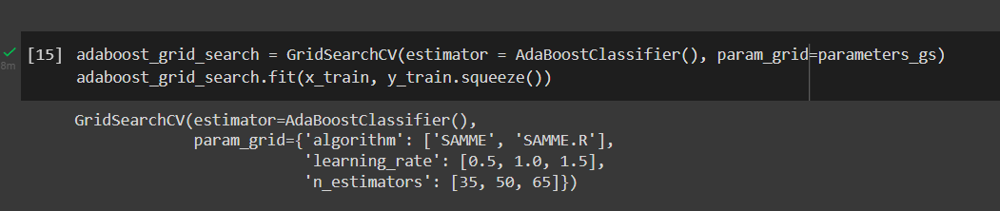 [15] adaboost_grid_search = GridSearchCV(estimator = AdaBoostClassifier(), param_grid=parameters_gs)
adaboost_grid_search.fit(x_train, y_train.squeeze())
8m
GridSearchCV(estimator=AdaBoostClassifier(),
param_grid={'algorithm': ['SAMME', 'SAMME.R'],
'learning_rate': [0.5, 1.0, 1.5],
'n_estimators': [35, 50, 65]})